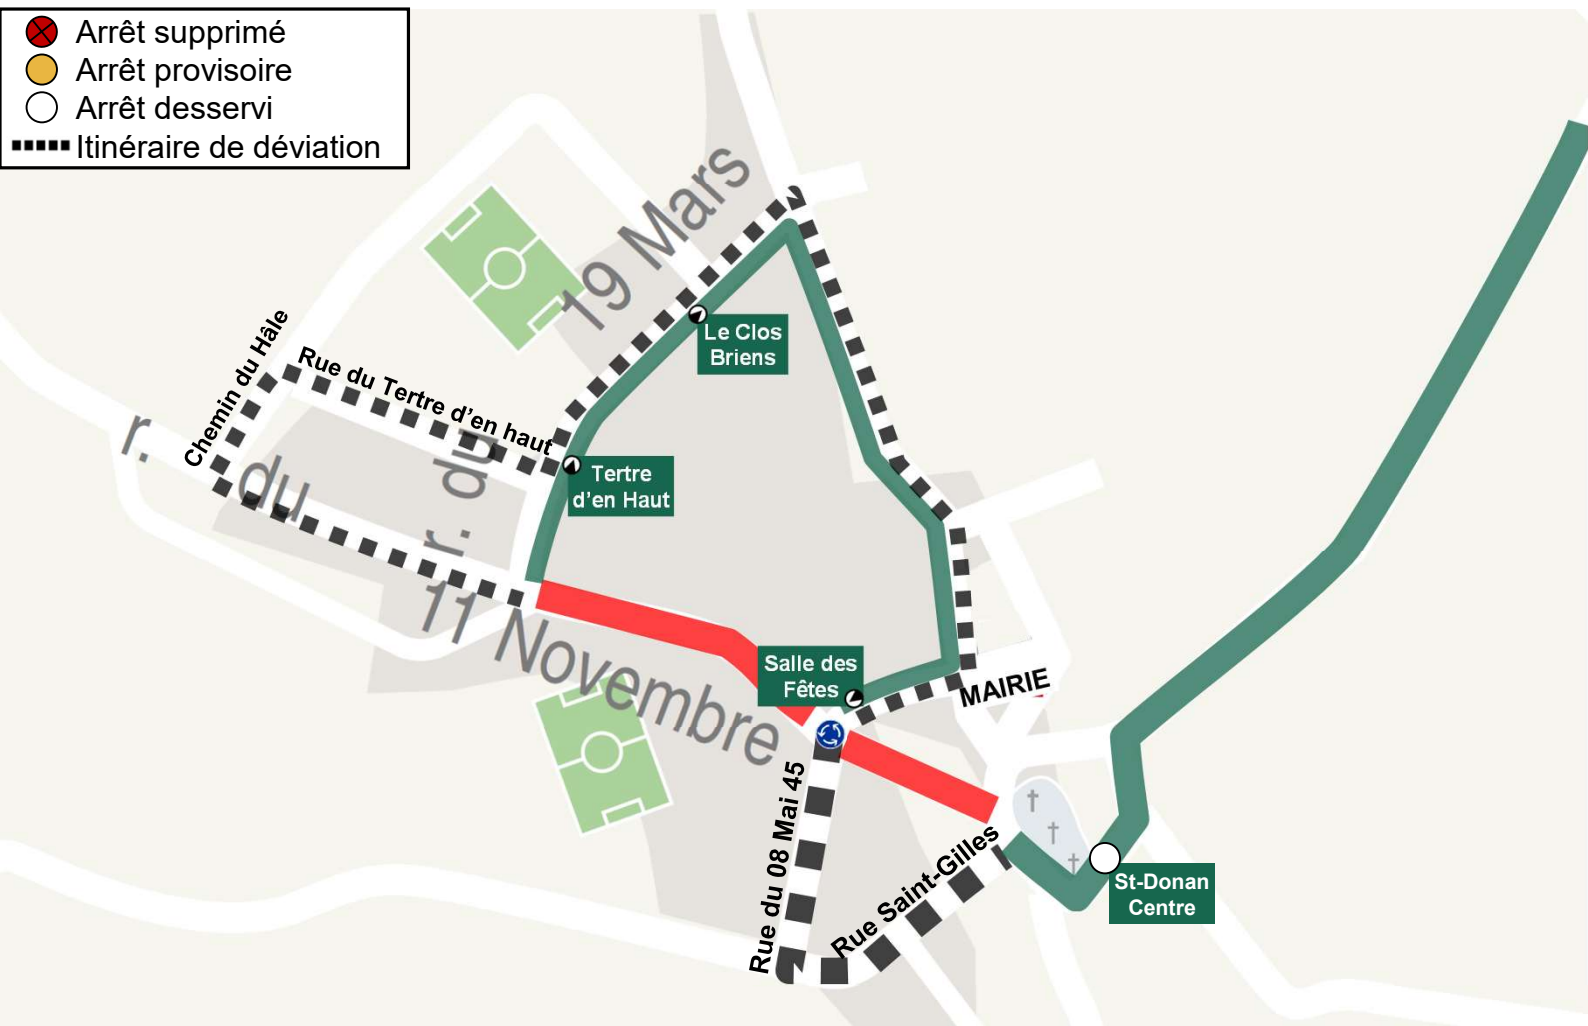 Arrêt supprimé
Arrêt provisoire
Arrêt desservi
Itinéraire de déviation
19 Mars
Le Clos
Briens
Chemin du Hâle
Rue du Tertre d'en haut
r. du
r. du
Tertre
d'en Haut
11 Novembre
Salle des
Fêtes
MAIRIE
Rue du 08 Mai 45
Rue Saint-Gilles
St-Donan
Centre